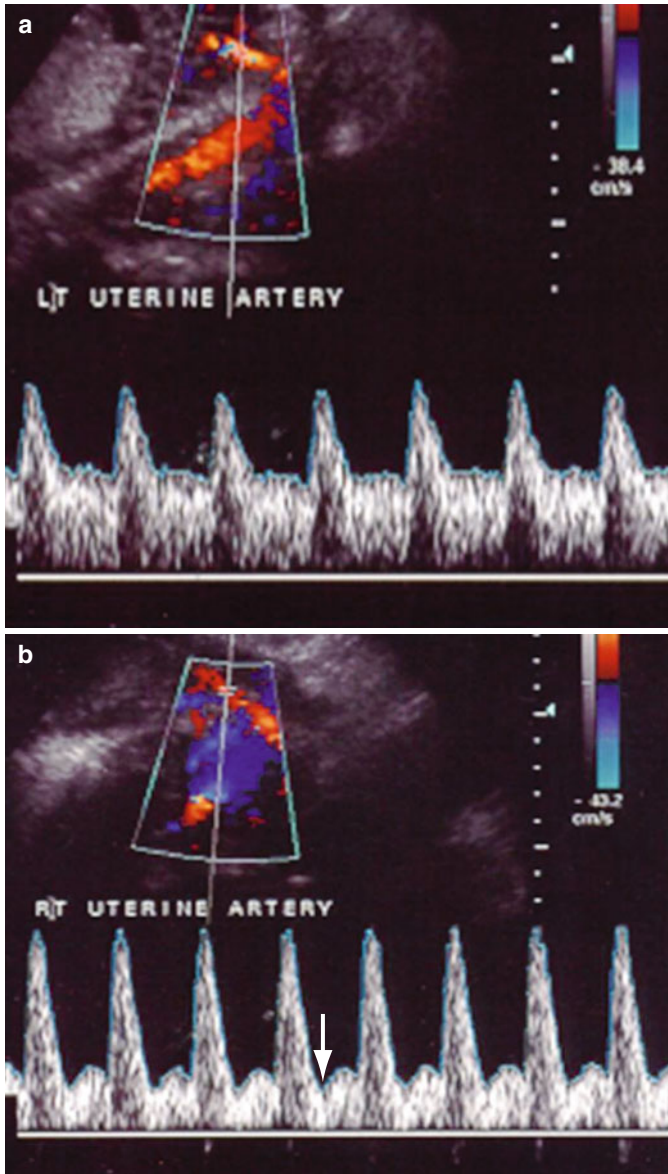 a
- 38.4
cm/s
LT UTERINE ARTERY
b
- 43.2
cm/s
RT UTERINE ARTERY